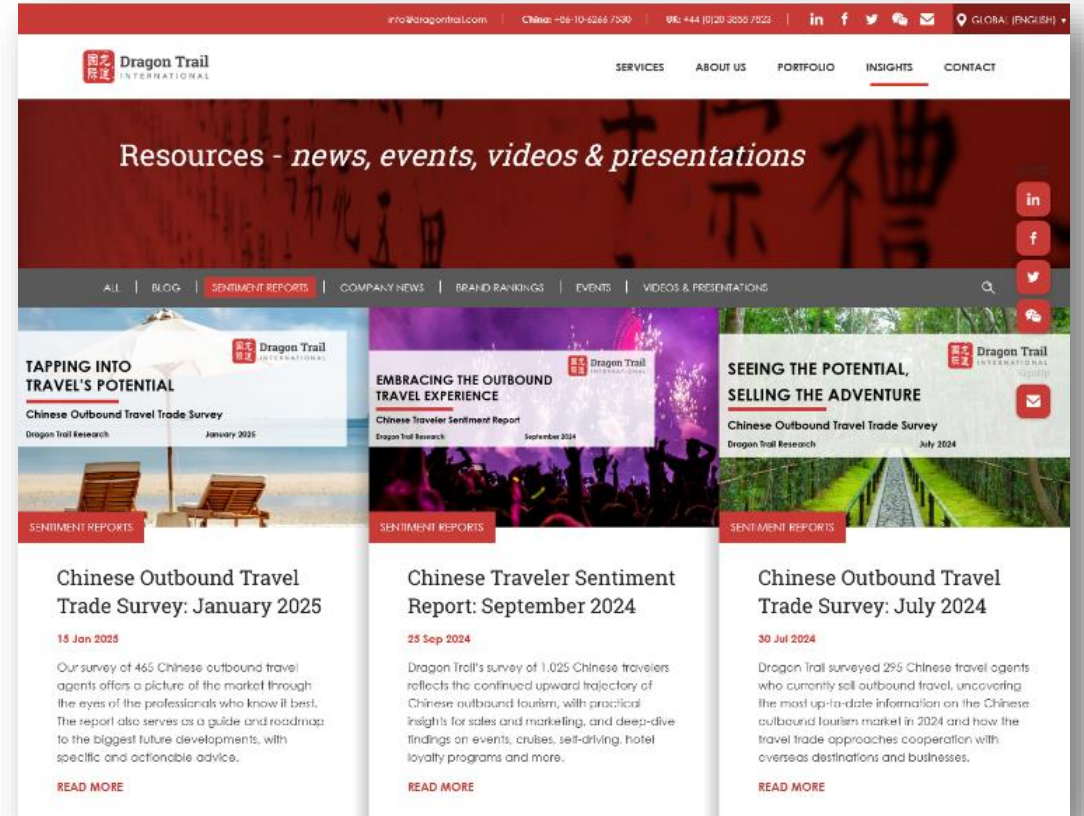 info@dragontrail.com | China: +86-10-6266 7530 | UK: +44 (0)20 3858 7823 | GLOBAL (ENGLISH)
Dragon Trail
INTERNATIONAL
SERVICES ABOUT US PORTFOLIO INSIGHTS CONTACT
Resources - news, events, videos & presentations
ALL | BLOG | SENTIMENT REPORTS | COMPANY NEWS | BRAND RANKINGS | EVENTS | VIDEOS & PRESENTATIONS
Dragon Trail
INTERNATIONAL
TAPPING INTO
TRAVEL'S POTENTIAL
Chinese Outbound Travel Trade Survey
Dragon Trail Research January 2025
SENTIMENT REPORTS
Chinese Outbound Travel
Trade Survey: January 2025
15 Jan 2025
Our survey of 465 Chinese outbound travel
agents offers a picture of the market through
the eyes of the professionals who know it best.
The report also serves as a guide and roadmap
to the biggest future developments, with
specific and actionable advice.
READ MORE
Dragon Trail
INTERNATIONAL
EMBRACING THE OUTBOUND
TRAVEL EXPERIENCE
Chinese Traveler Sentiment Report
Dragon Trail Research September 2024
SENTIMENT REPORTS
Chinese Traveler Sentiment
Report: September 2024
25 Sep 2024
Dragon Trail's survey of 1,025 Chinese travelers
reflects the continued upward trajectory of
Chinese outbound tourism, with practical
insights for sales and marketing, and deep-dive
findings on events, cruises, self-driving, hotel
loyalty programs and more.
READ MORE
Dragon Trail
INTERNATIONAL
SEEING THE POTENTIAL,
SELLING THE ADVENTURE
Chinese Outbound Travel Trade Survey
Dragon Trail Research July 2024
SENTIMENT REPORTS
Chinese Outbound Travel
Trade Survey: July 2024
30 Jul 2024
Dragon Trail surveyed 295 Chinese travel agents
who currently sell outbound travel, uncovering
the most up-to-date information on the Chinese
outbound tourism market in 2024 and how the
travel trade approaches cooperation with
overseas destinations and businesses.
READ MORE